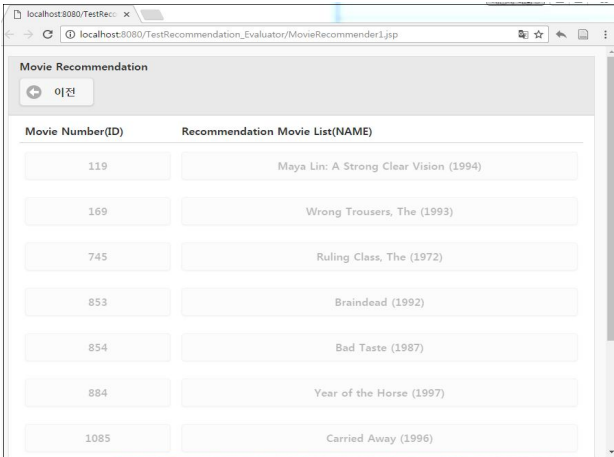 localhost:8080/TestReco
localhost:8080/TestRecommendation_Evaluator/MovieRecommender1.jsp
Movie Recommendation
이전
Movie Number(ID) Recommendation Movie List(NAME)
119 Maya Lin: A Strong Clear Vision (1994)
169 Wrong Trousers, The (1993)
745 Ruling Class, The (1972)
853 Braindead (1992)
854 Bad Taste (1987)
884 Year of the Horse (1997)
1085 Carried Away (1996)